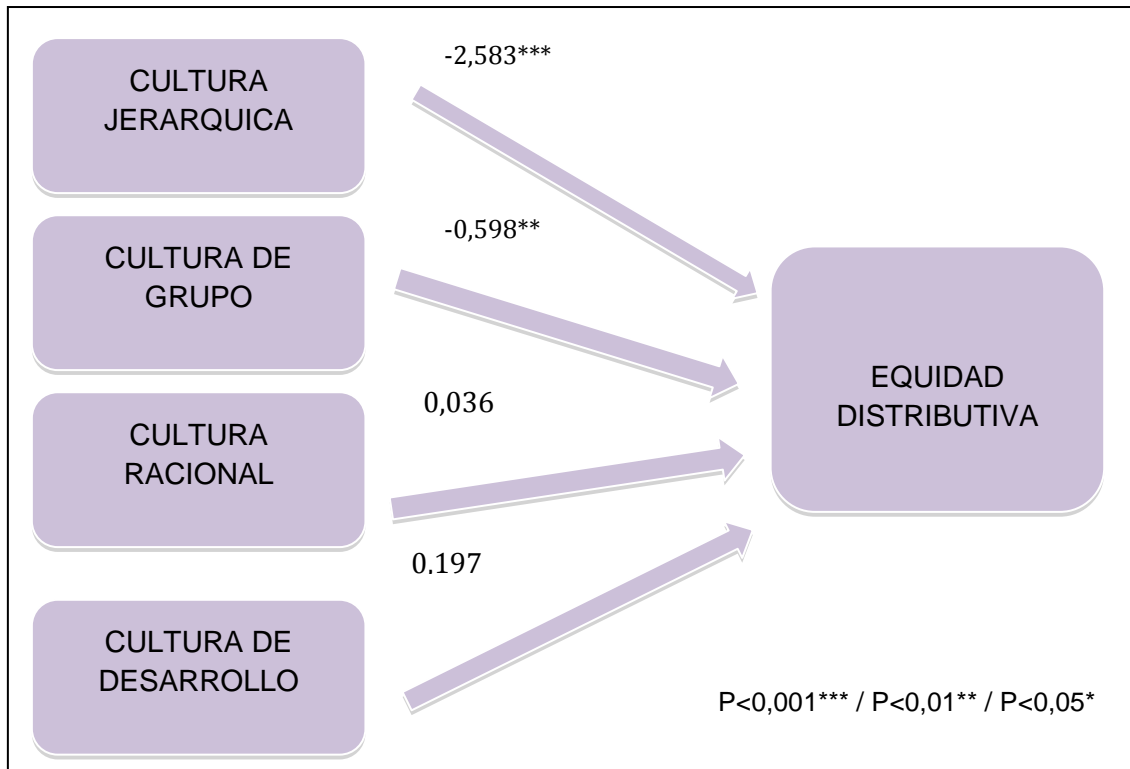 -2,583***
CULTURA
JERARQUICA
-0,598**
CULTURA DE
GRUPO
0,036
CULTURA
RACIONAL
EQUIDAD
DISTRIBUTIVA
0,197
CULTURA DE
DESARROLLO
P<0,001*** / P<0,01** / P<0,05*